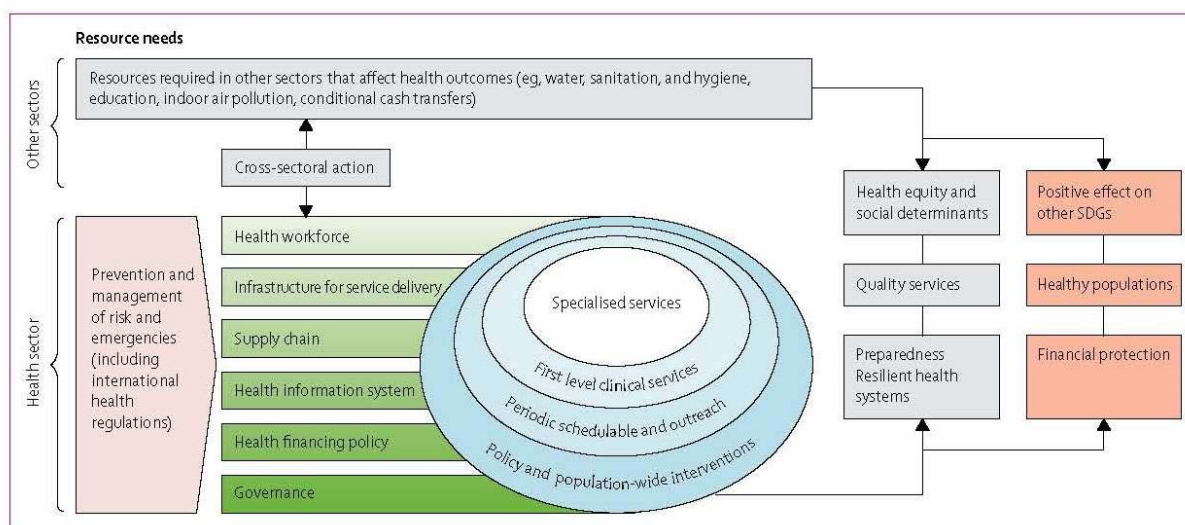 Resource needs
Other sectors
Resources required in other sectors that affect health outcomes (eg, water, sanitation, and hygiene,
education, indoor air pollution, conditional cash transfers)
Cross-sectoral action
Health sector
Prevention and
management
of risk and
emergencies
(including
international
health
regulations)
Health workforce
Infrastructure for service delivery
Supply chain
Health information system
Health financing policy
Governance
Specialised services
First level clinical services
Periodic schedulable and outreach
Policy and population-wide interventions
Health equity and
social determinants
Quality services
Preparedness
Resilient health
systems
Positive effect on
other SDGs
Healthy populations
Financial protection